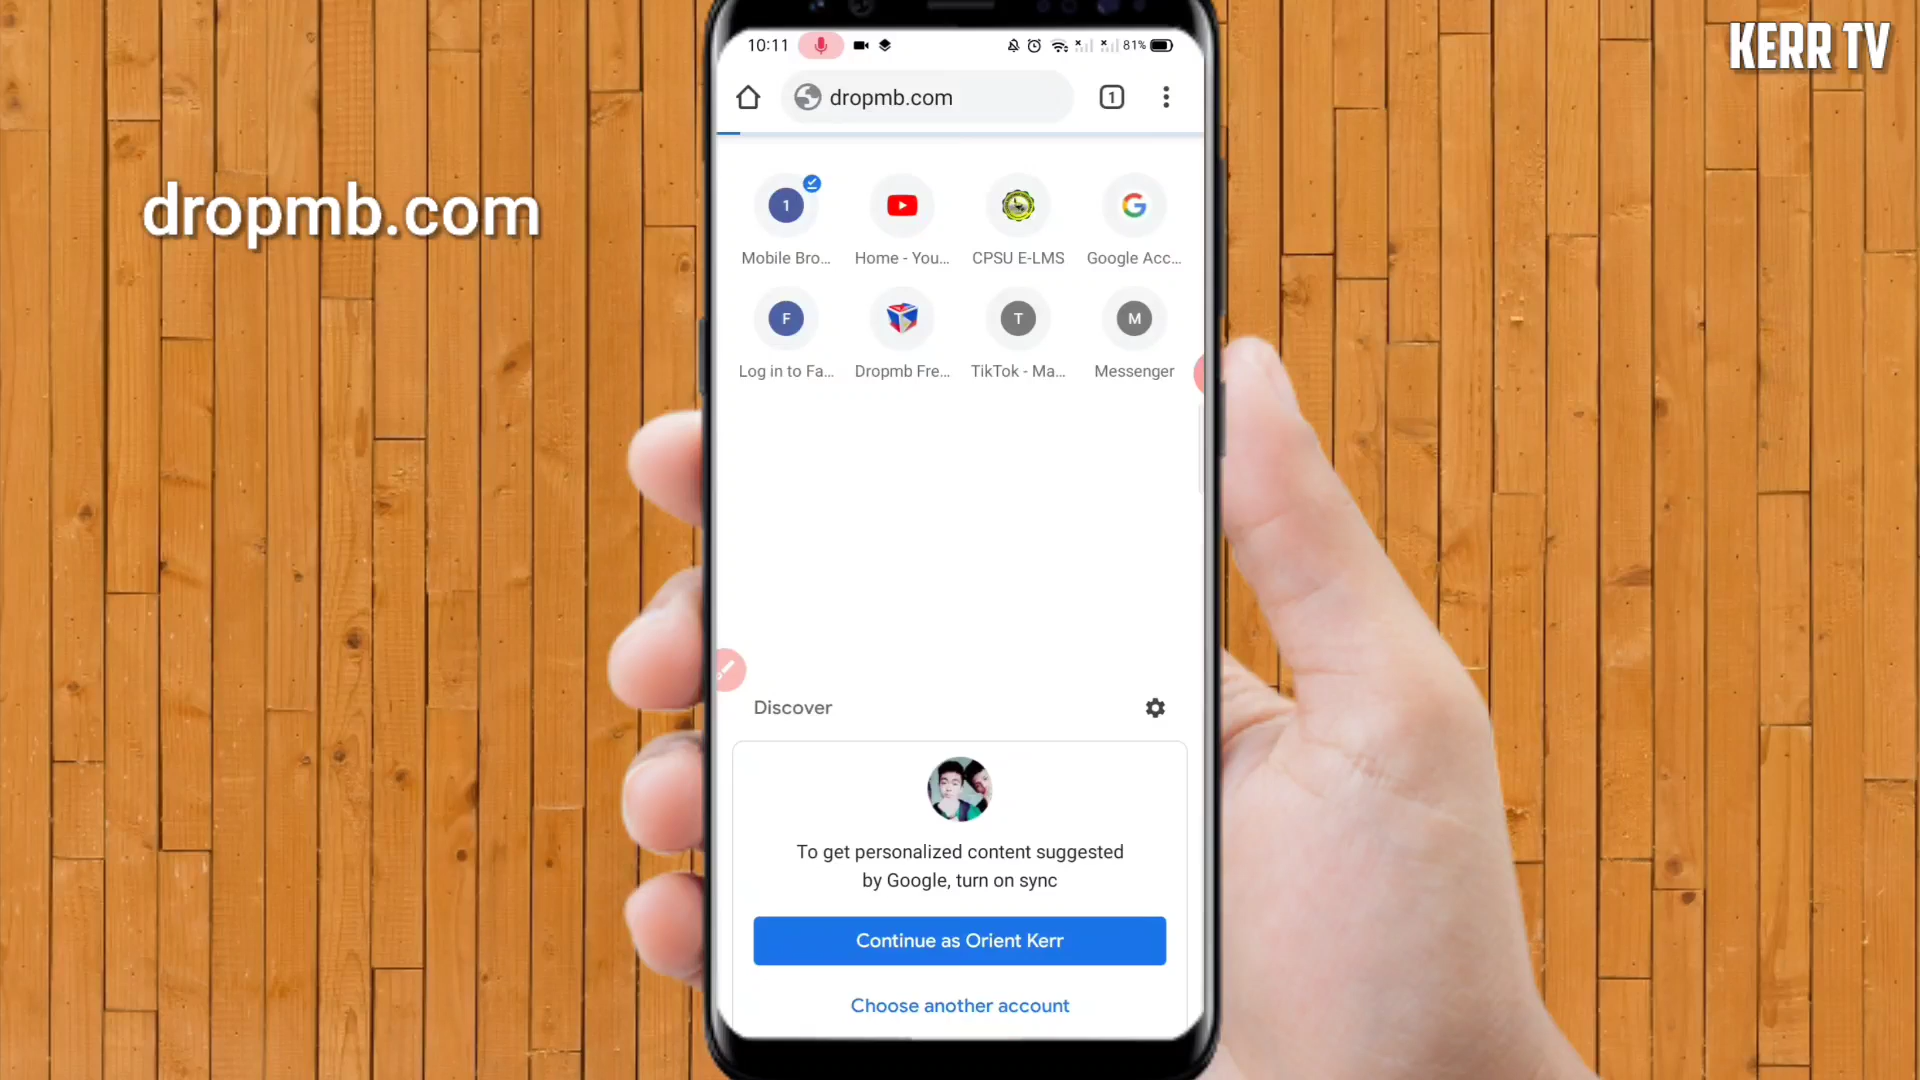 KERR TV
dropmb.com
10:11
81%
dropmb.com
1
1
Mobile Bro...
Home - You...
CPSU E-LMS
G
Google Acc...
F
Log in to Fa...
Dropmb Fre...
T
TikTok - Ma...
M
Messenger
Discover
To get personalized content suggested
by Google, turn on sync
Continue as Orient Kerr
Choose another account